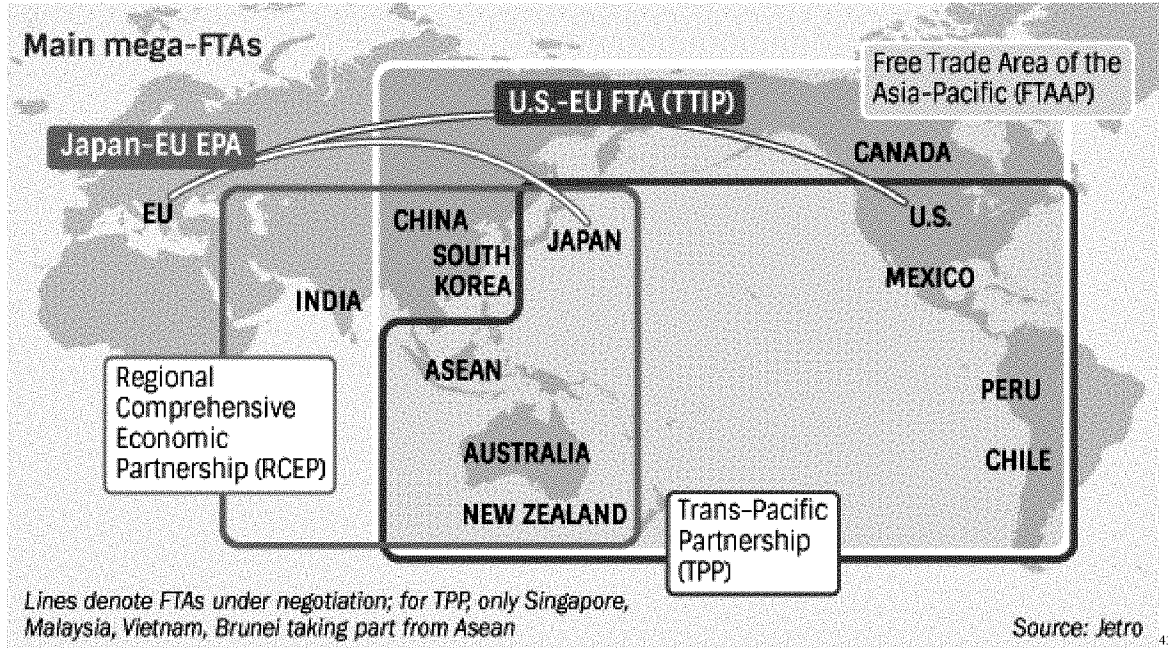 Main mega-FTAs
Free Trade Area of the
Asia-Pacific (FTAAP)
U.S.-EU FTA (TTIP)
Japan-EU EPA
CANADA
EU
CHINA
JAPAN
U.S.
SOUTH
KOREA
MEXICO
INDIA
ASEAN
PERU
Regional
Comprehensive
Economic
Partnership (RCEP)
AUSTRALIA
CHILE
NEW ZEALAND
Trans-Pacific
Partnership
(TPP)
Lines denote FTAs under negotiation; for TPP, only Singapore,
Malaysia, Vietnam, Brunei taking part from Asean
Source: Jetro